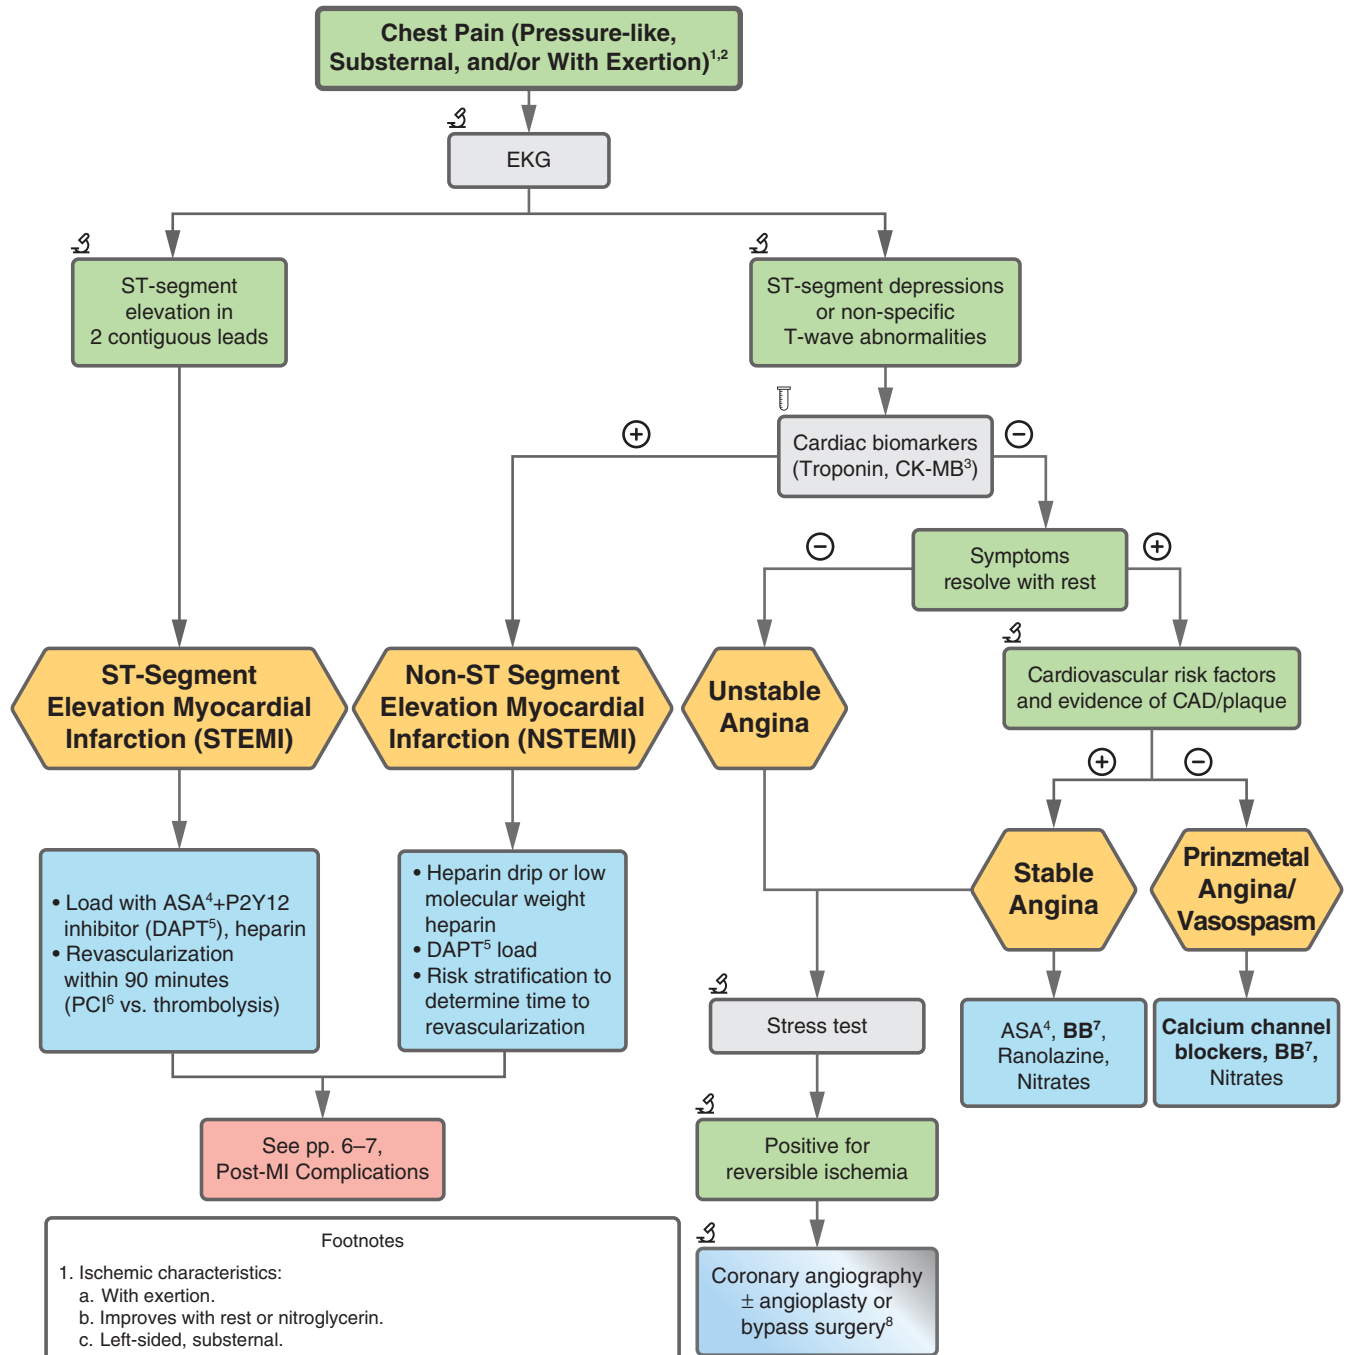 Chest Pain (Pressure-like,
Substernal, and/or With Exertion)1,2
EKG
ST-segment
elevation in
2 contiguous leads
ST-segment depressions
or non-specific
T-wave abnormalities
+
Cardiac biomarkers
(Troponin, CK-MB3)
−
−
Symptoms
resolve with rest
+
ST-Segment
Elevation Myocardial
Infarction (STEMI)
Non-ST Segment
Elevation Myocardial
Infarction (NSTEMI)
Unstable
Angina
Cardiovascular risk factors
and evidence of CAD/plaque
+
−
Stable
Angina
Prinzmetal
Angina/
Vasospasm
• Load with ASA4+P2Y12
inhibitor (DAPT5), heparin
• Revascularization
within 90 minutes
(PCI6 vs. thrombolysis)
• Heparin drip or low
molecular weight
heparin
• DAPT5 load
• Risk stratification to
determine time to
revascularization
Stress test
ASA4, BB7,
Ranolazine,
Nitrates
Calcium channel
blockers, BB7,
Nitrates
See pp. 6–7,
Post-MI Complications
Positive for
reversible ischemia
Coronary angiography
± angioplasty or
bypass surgery8
Footnotes
1. Ischemic characteristics:
a. With exertion.
b. Improves with rest or nitroglycerin.
c. Left-sided, substernal.